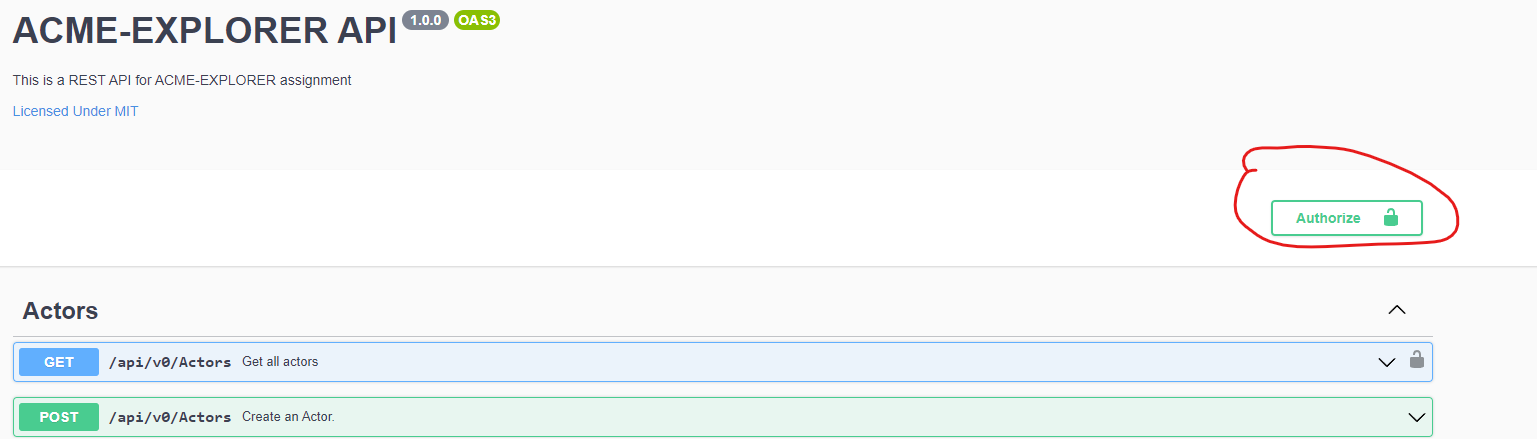 ACME-EXPLORER API 1.0.0 OAS3
This is a REST API for ACME-EXPLORER assignment
Licensed Under MIT
Authorize
Actors
GET /api/v0/Actors Get all actors
POST /api/v0/Actors Create an Actor.